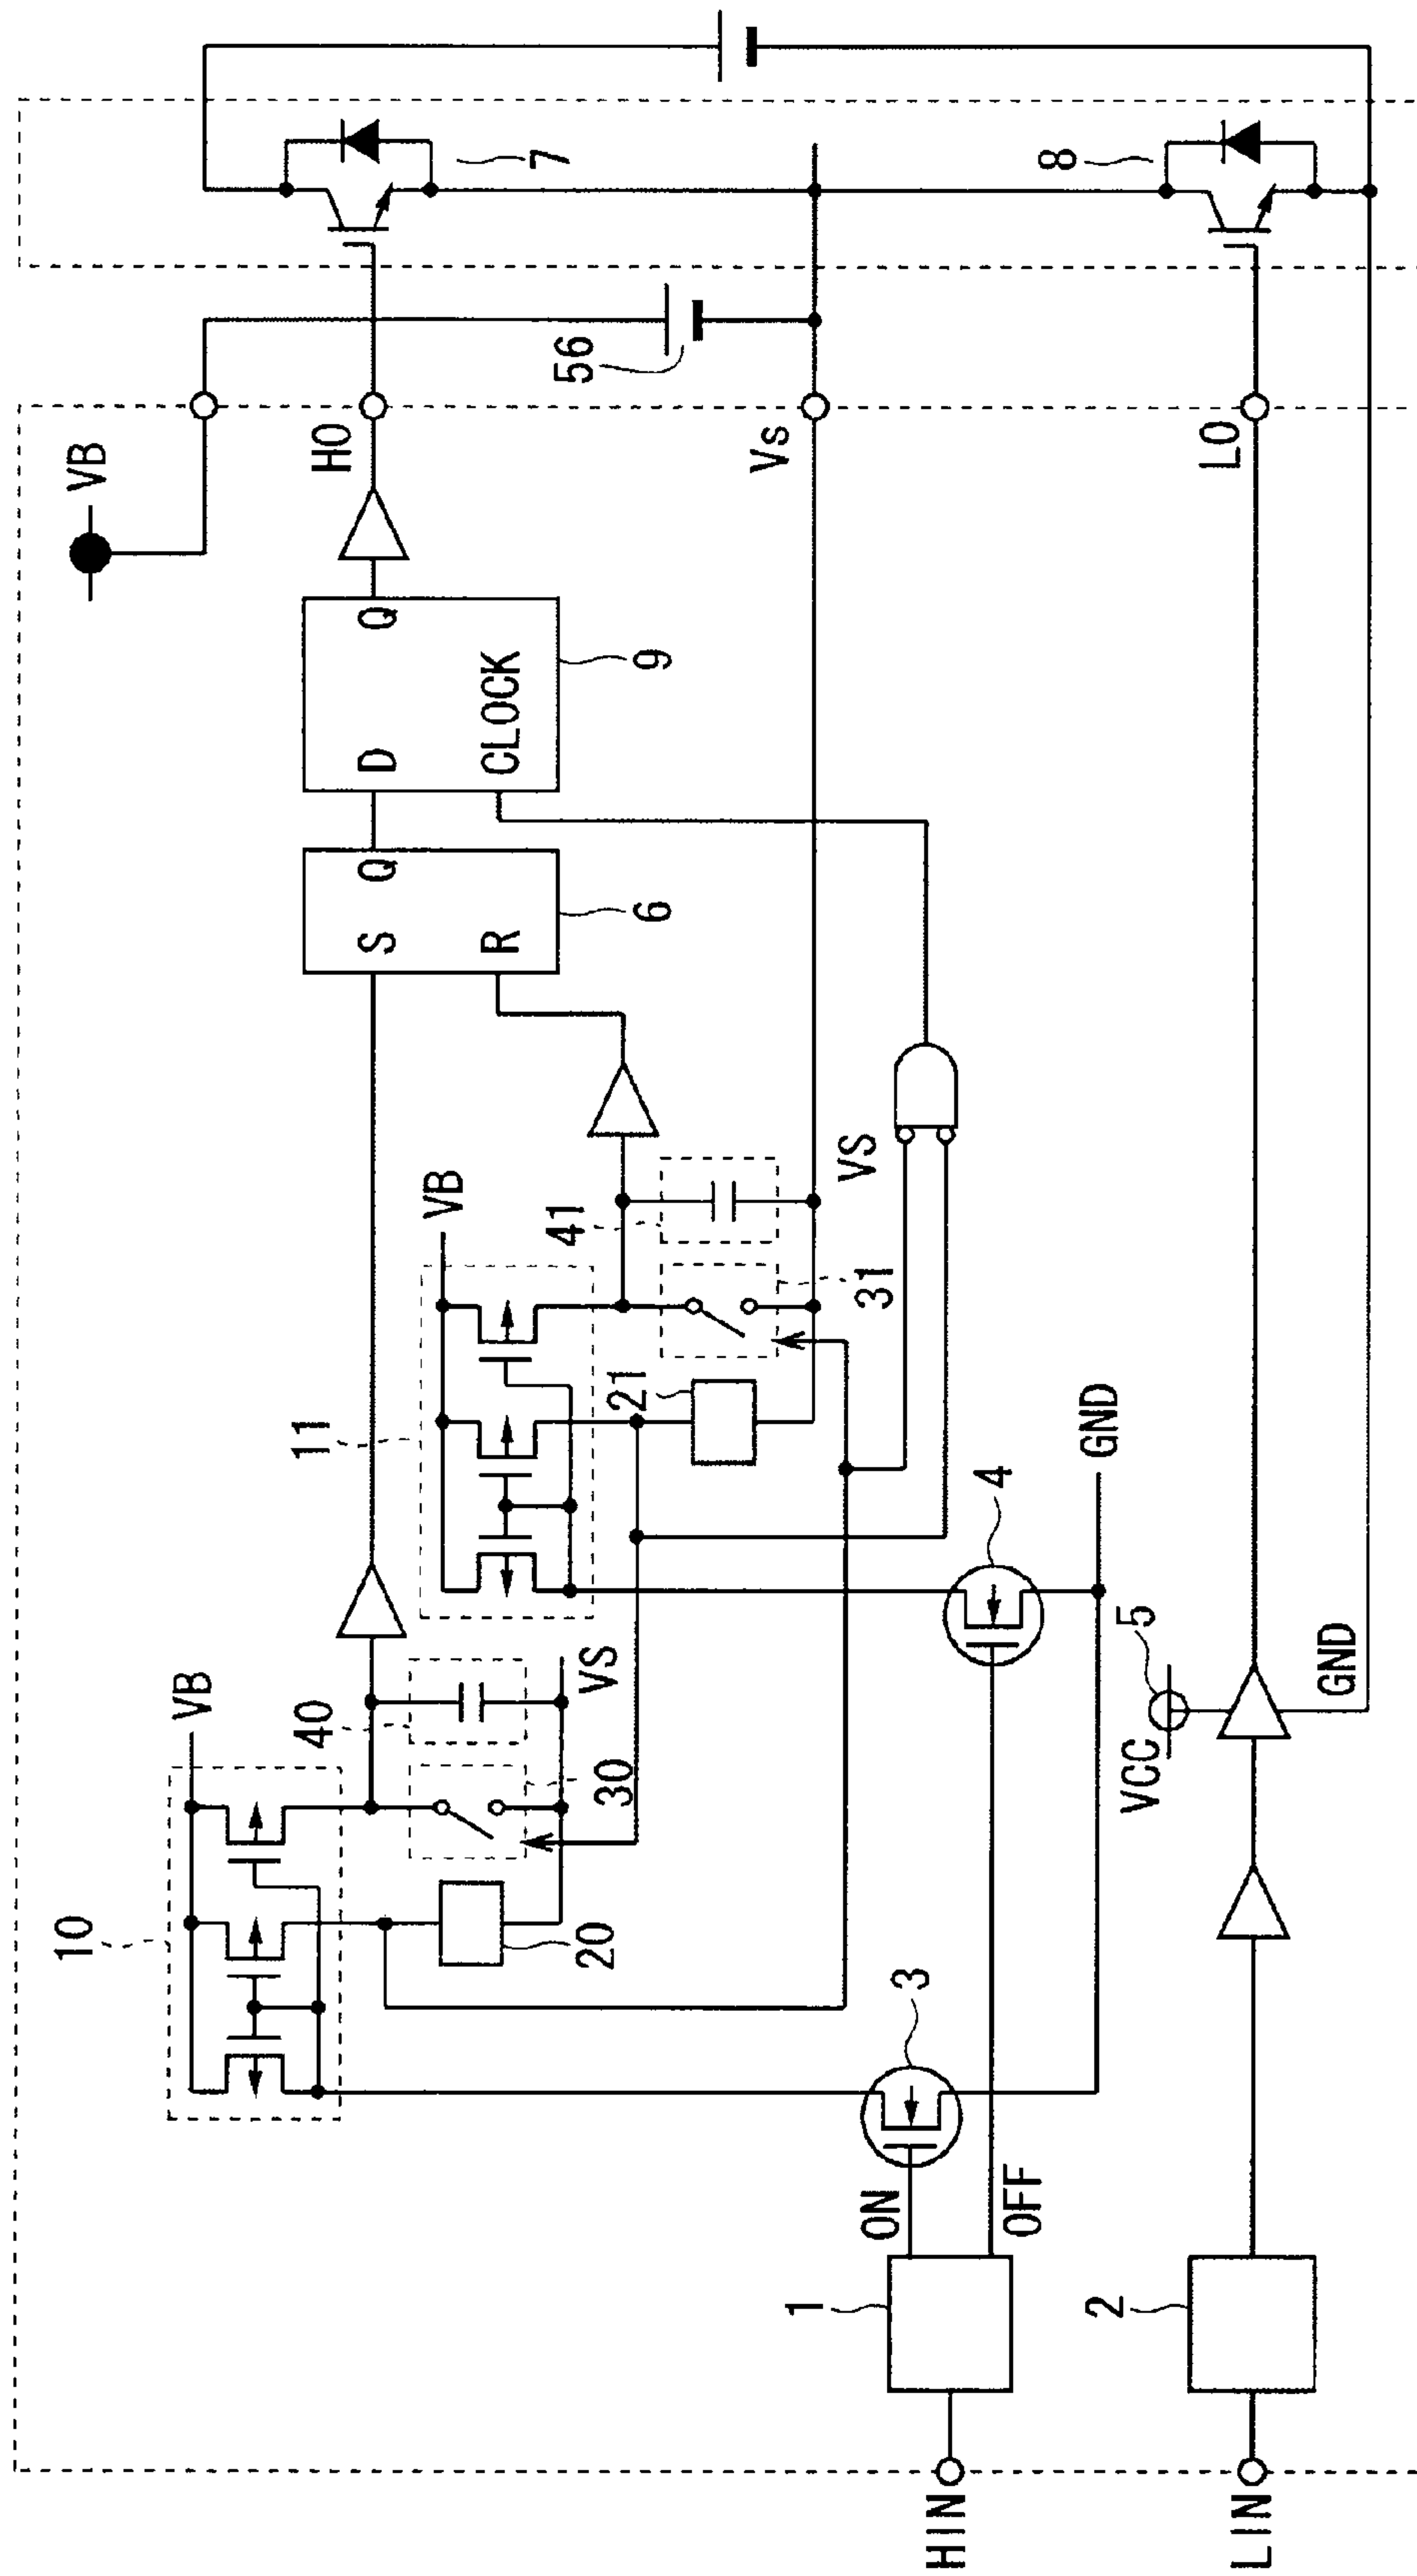 VB
HO
Vs
LO
56
7
8
D
Q
CLOCK
9
S
Q
R
6
VB
10
20
30
40
VS
VB
11
21
31
41
VS
HIN
1
ON
OFF
3
4
GND
LIN
2
VCC
5
GND